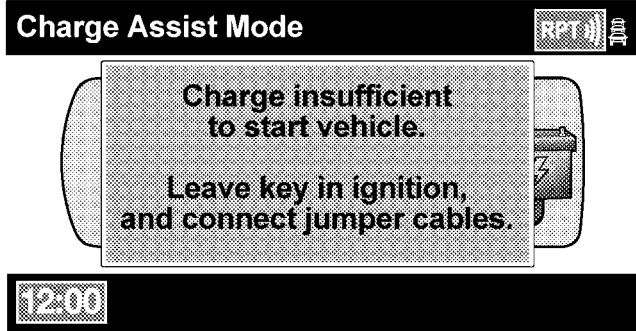 Charge Assist Mode
RPT
Charge insufficient
to start vehicle.
Leave key in ignition,
and connect jumper cables.
12:00